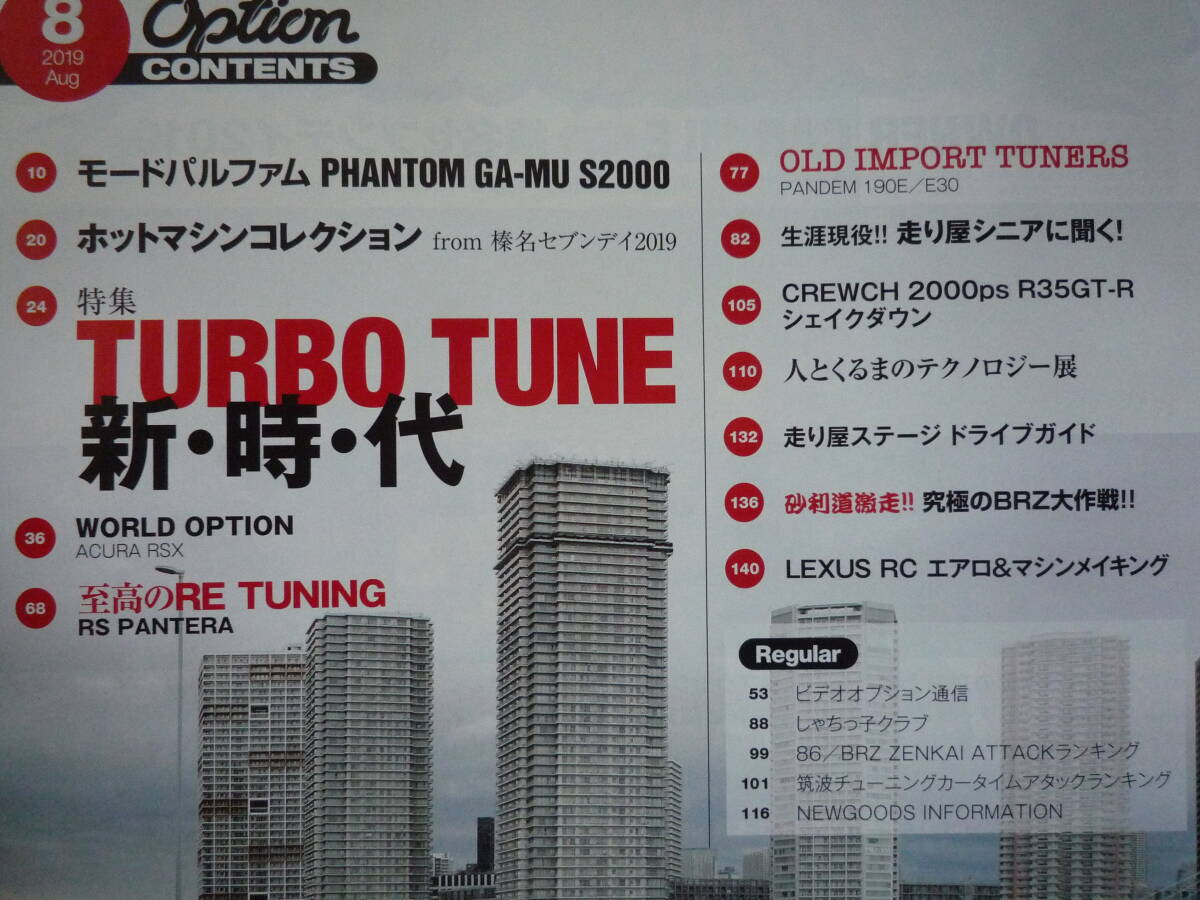 8
2019
Aug
Option
CONTENTS
10 モードパルファム PHANTOM GA-MU S2000
20 ホットマシンコレクション from 榛名セブンデイ2019
24 特集
TURBO TUNE
新・時・代
36 WORLD OPTION
ACURA RSX
68 至高のRE TUNING
RS PANTERA
77 OLD IMPORT TUNERS
PANDEM 190E／E30
82 生涯現役!! 走り屋シニアに聞く!
105 CREWCH 2000ps R35GT-R
シェイクダウン
110 人とくるまのテクノロジー展
132 走り屋ステージ ドライブガイド
136 砂利道激走!! 究極のBRZ大作戦!!
140 LEXUS RC エアロ&マシンメイキング
Regular
53 ビデオオプション通信
88 しゃちっ子クラブ
99 86／BRZ ZENKAI ATTACKランキング
101 筑波チューニングカータイムアタックランキング
116 NEWGOODS INFORMATION